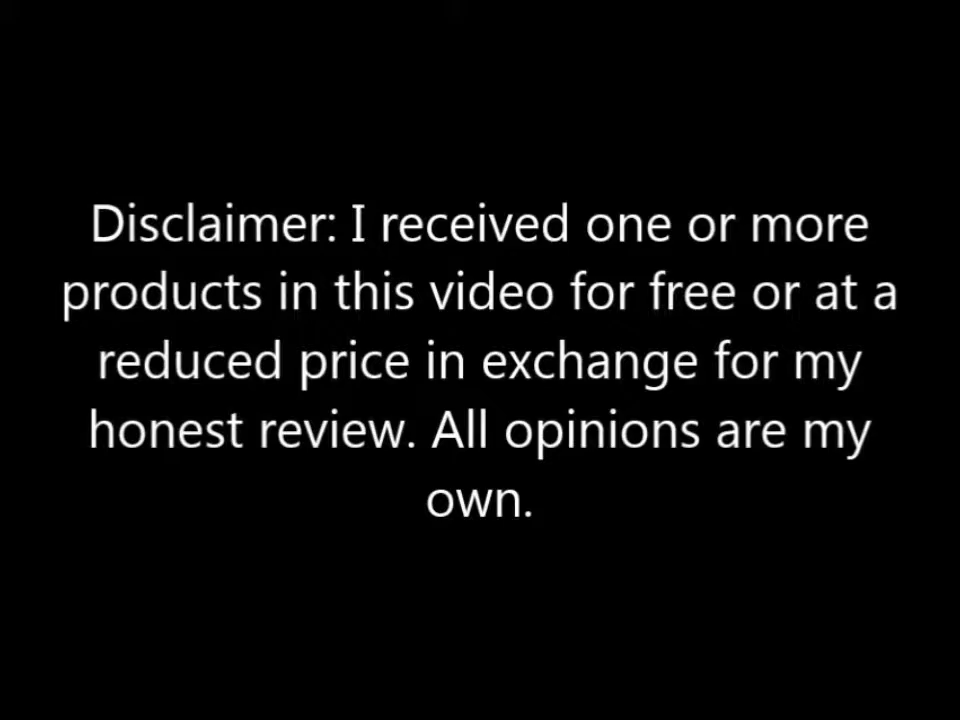 Disclaimer: I received one or more
products in this video for free or at a
reduced price in exchange for my
honest review. All opinions are my
own.